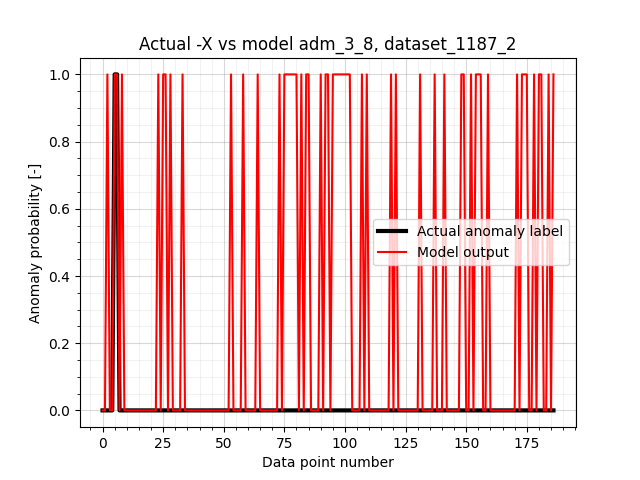 Actual -X vs model adm_3_8, dataset_1187_2
Anomaly probability [-]
1.0
0.8
0.6
0.4
0.2
0.0
Actual anomaly label
Model output
0 25 50 75 100 125 150 175
Data point number